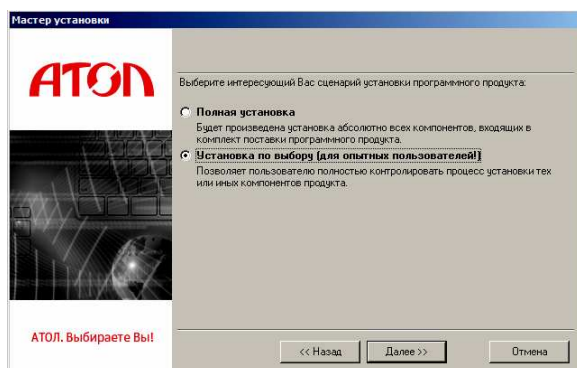 Мастер установки
АТОЛ
Выберите интересующий Вас сценарий установки программного продукта:
Полная установка
Будет произведена установка абсолютно всех компонентов, входящих в
комплект поставки программного продукта.
Установка по выбору (для опытных пользователей!)
Позволяет пользователю полностью контролировать процесс установки тех
или иных компонентов продукта.
АТОЛ. Выбираете Вы!
<< Назад
Далее >>
Отмена